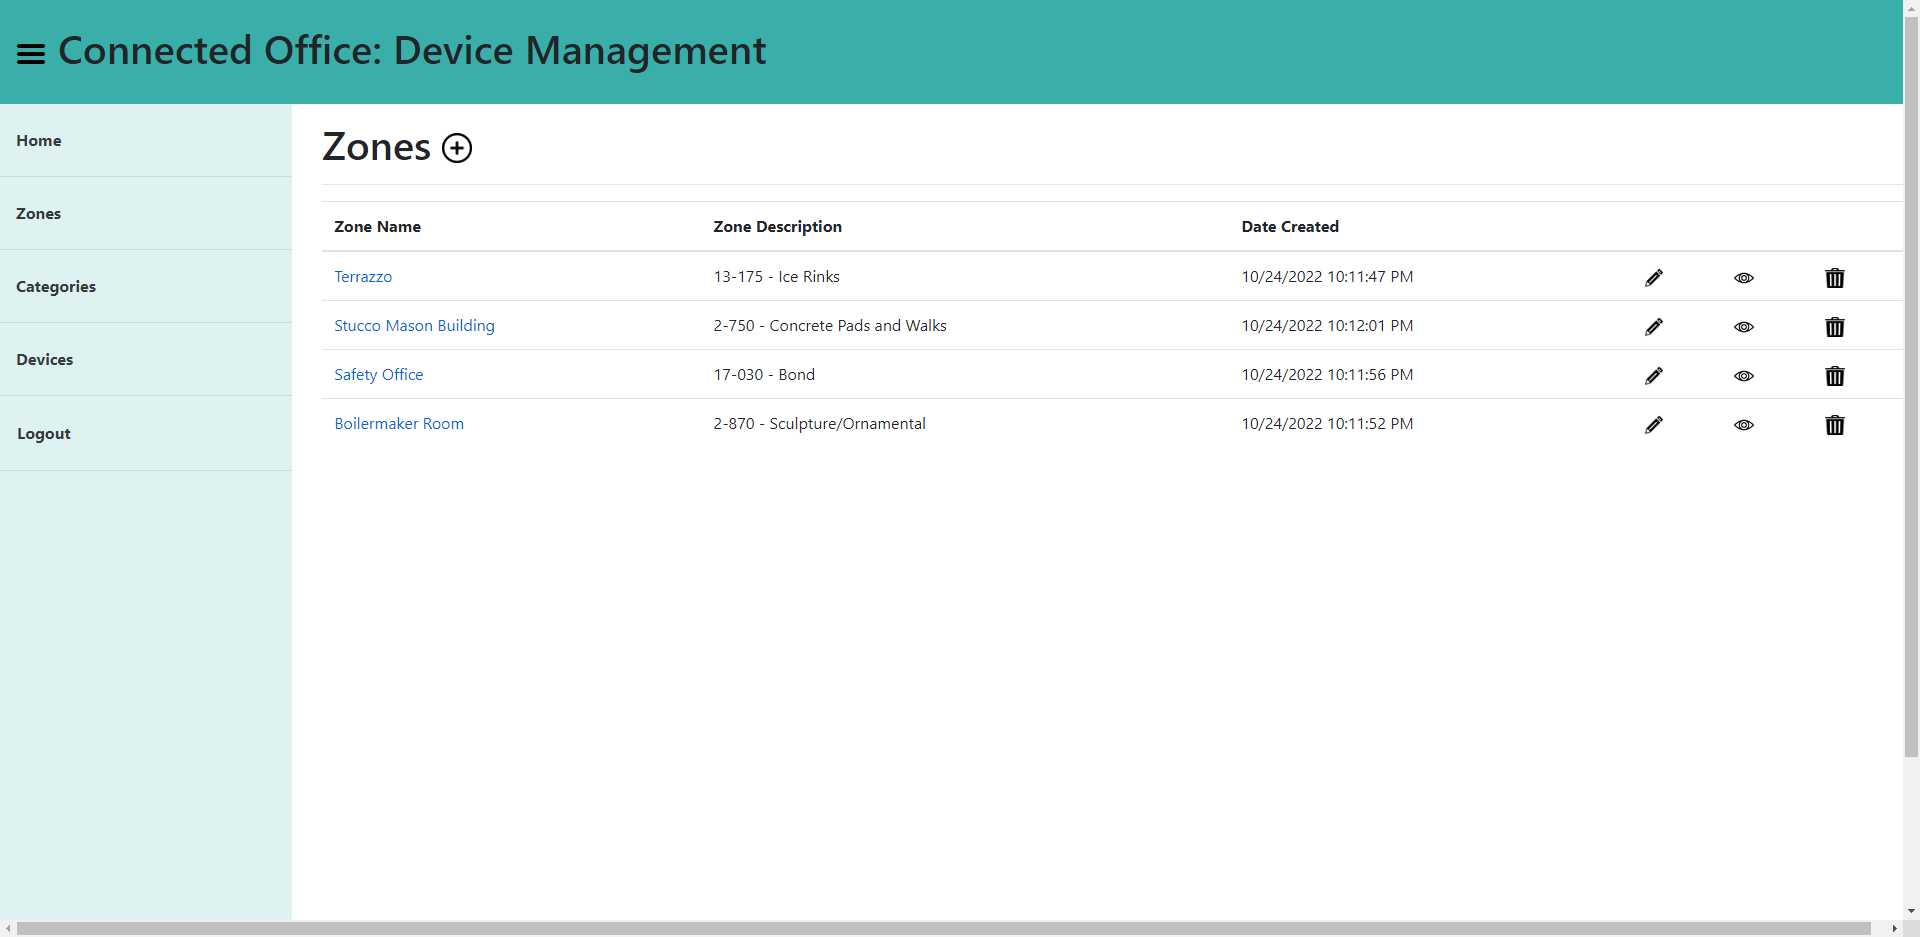 Connected Office: Device Management
Home
Zones
Categories
Devices
Logout
Zones
Zone Name Zone Description Date Created
Terrazzo 13-175 - Ice Rinks 10/24/2022 10:11:47 PM
Stucco Mason Building 2-750 - Concrete Pads and Walks 10/24/2022 10:12:01 PM
Safety Office 17-030 - Bond 10/24/2022 10:11:56 PM
Boilermaker Room 2-870 - Sculpture/Ornamental 10/24/2022 10:11:52 PM